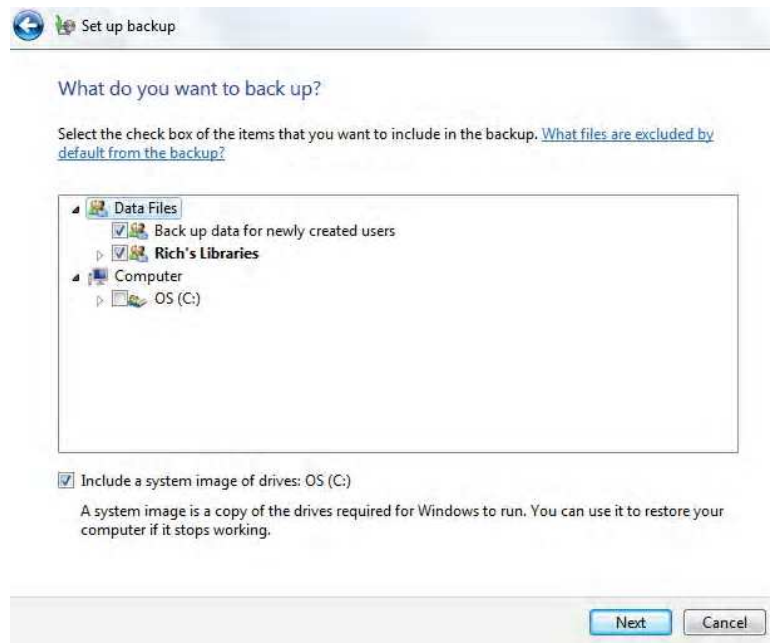 Set up backup
What do you want to back up?
Select the check box of the items that you want to include in the backup. What files are excluded by
default from the backup?
Data Files
Back up data for newly created users
Rich's Libraries
Computer
OS (C:)
Include a system image of drives: OS (C:)
A system image is a copy of the drives required for Windows to run. You can use it to restore your
computer if it stops working.
Next Cancel